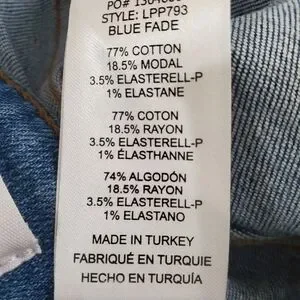 PO#
STYLE: LPP793
BLUE FADE
77% COTTON
18.5% MODAL
3.5% ELASTERELL-P
1% ELASTANE
77% COTON
18.5% RAYON
3.5% ELASTERELL-P
1% ÉLASTHANNE
74% ALGODÓN
18.5% RAYON
3.5% ELASTERELL-P
1% ELASTANO
MADE IN TURKEY
FABRIQUÉ EN TURQUIE
HECHO EN TURQUÍA